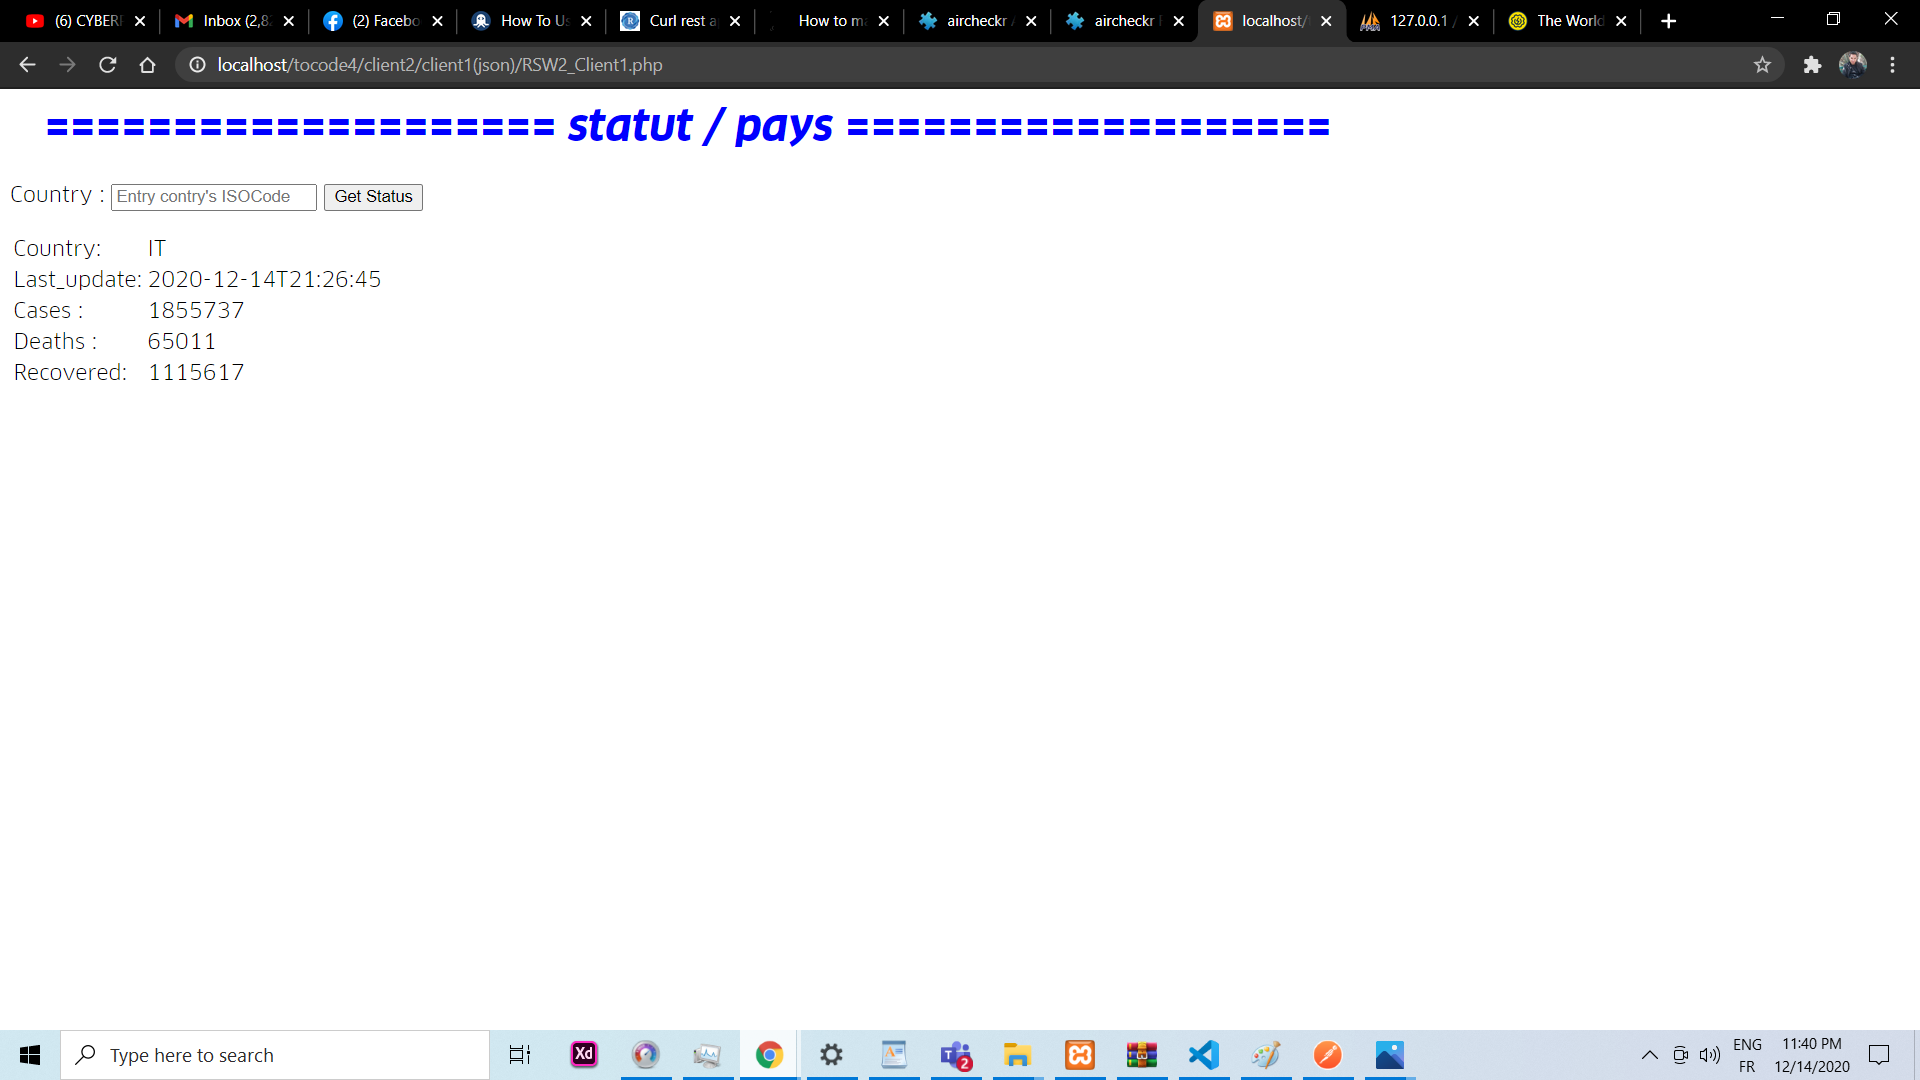 (6) CYBER
Inbox (2,8
(2) Facebo
How To Us
Curl rest a
How to m
aircheckr
aircheckr
localhost/
127.0.0.1 /
The World
localhost/tocode4/client2/client1(json)/RSW2_Client1.php
==================== statut / pays ===================
Country : Entry contry's ISOCode Get Status
Country: IT
Last_update: 2020-12-14T21:26:45
Cases : 1855737
Deaths : 65011
Recovered: 1115617
Type here to search
Xd
2
ENG
FR
11:40 PM
12/14/2020